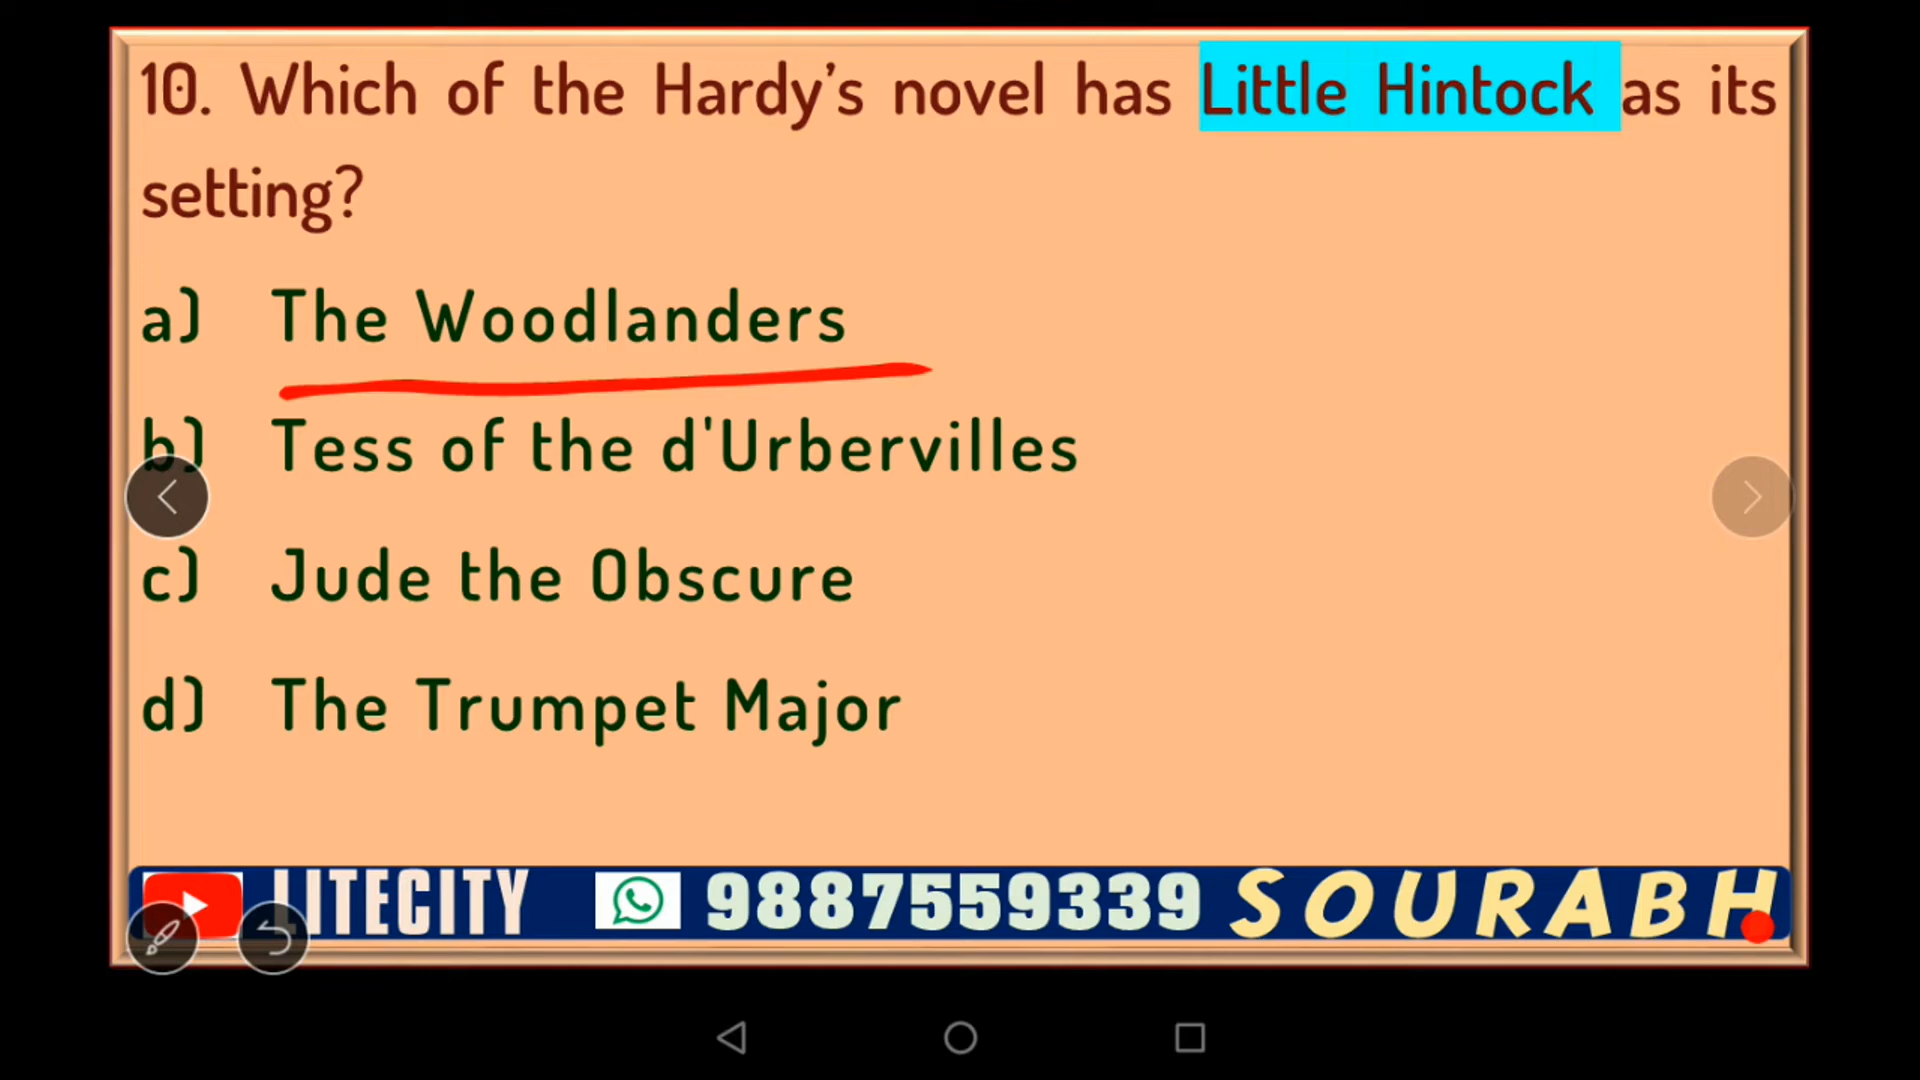 10. Which of the Hardy's novel has Little Hintock as its
setting?
a) The Woodlanders
b) Tess of the d'Urbervilles
c) Jude the Obscure
d) The Trumpet Major
LITECITY 9887559339 SOURABH